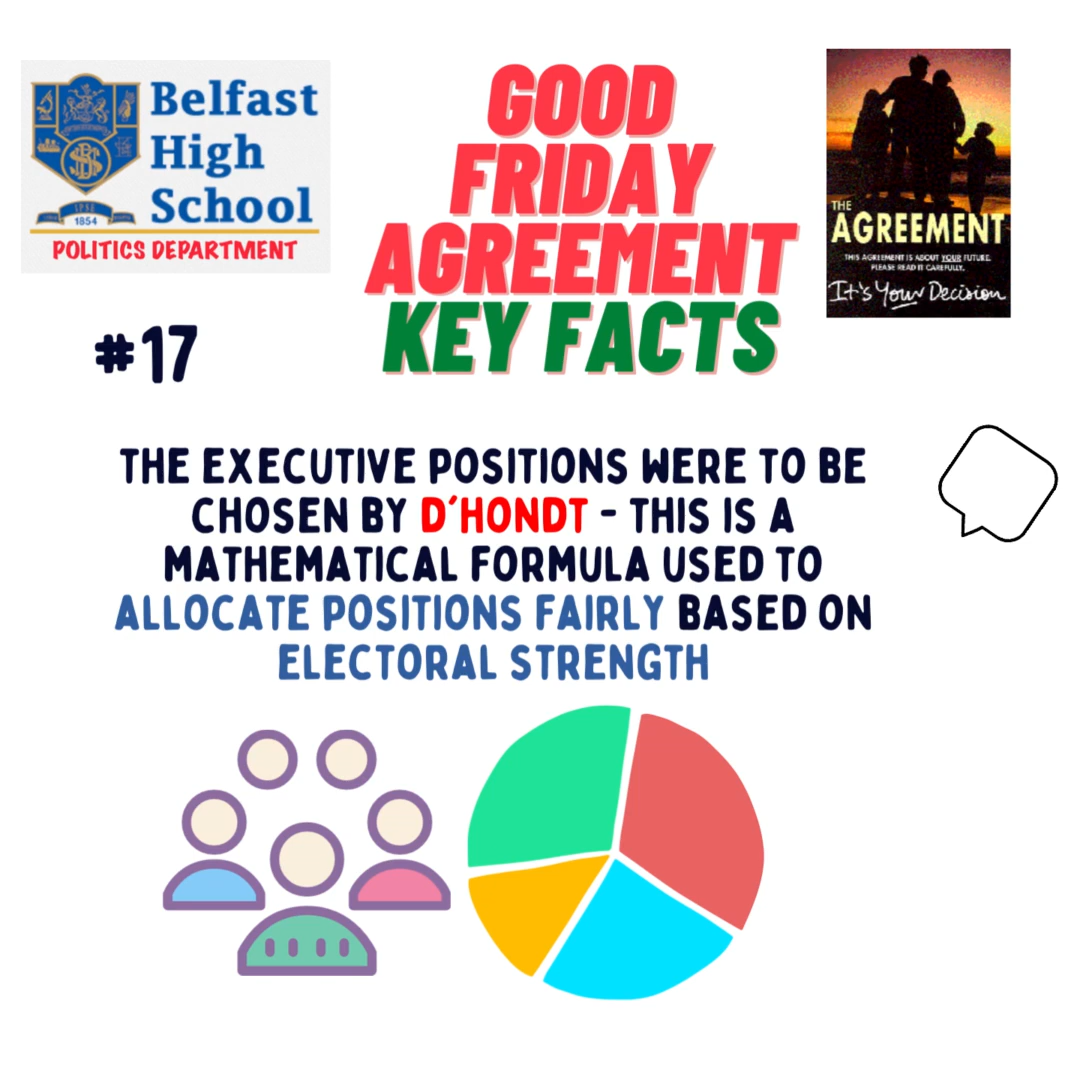 Belfast
High
School
IPSE
1854
POLITICS DEPARTMENT
GOOD
FRIDAY
AGREEMENT
KEY FACTS
THE
AGREEMENT
THIS AGREEMENT IS ABOUT YOUR FUTURE.
PLEASE READ IT CAREFULLY.
It's Your Decision
#17
THE EXECUTIVE POSITIONS WERE TO BE
CHOSEN BY D'HONDT - THIS IS A
MATHEMATICAL FORMULA USED TO
ALLOCATE POSITIONS FAIRLY BASED ON
ELECTORAL STRENGTH